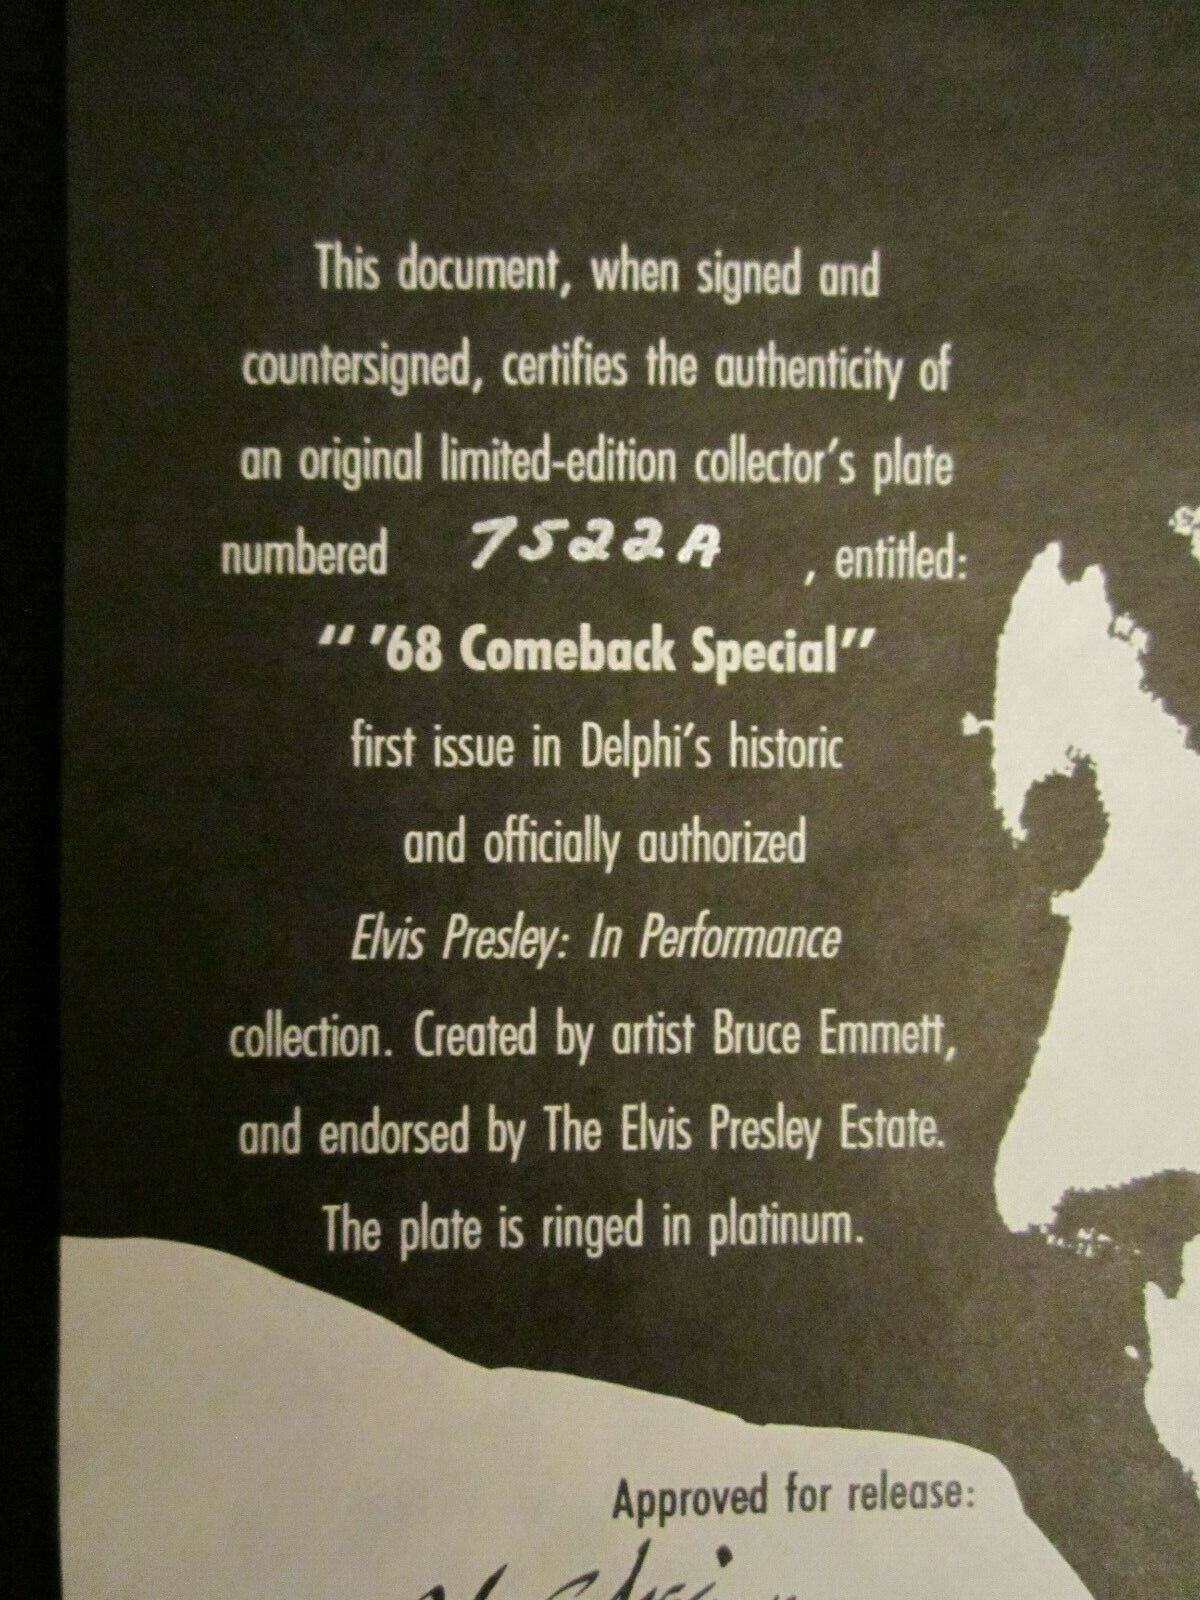 This document, when signed and
countersigned, certifies the authenticity of
an original limited-edition collector's plate
numbered 7522A , entitled:
“ ’68 Comeback Special”
first issue in Delphi's historic
and officially authorized
Elvis Presley: In Performance
collection. Created by artist Bruce Emmett,
and endorsed by The Elvis Presley Estate.
The plate is ringed in platinum.
Approved for release: